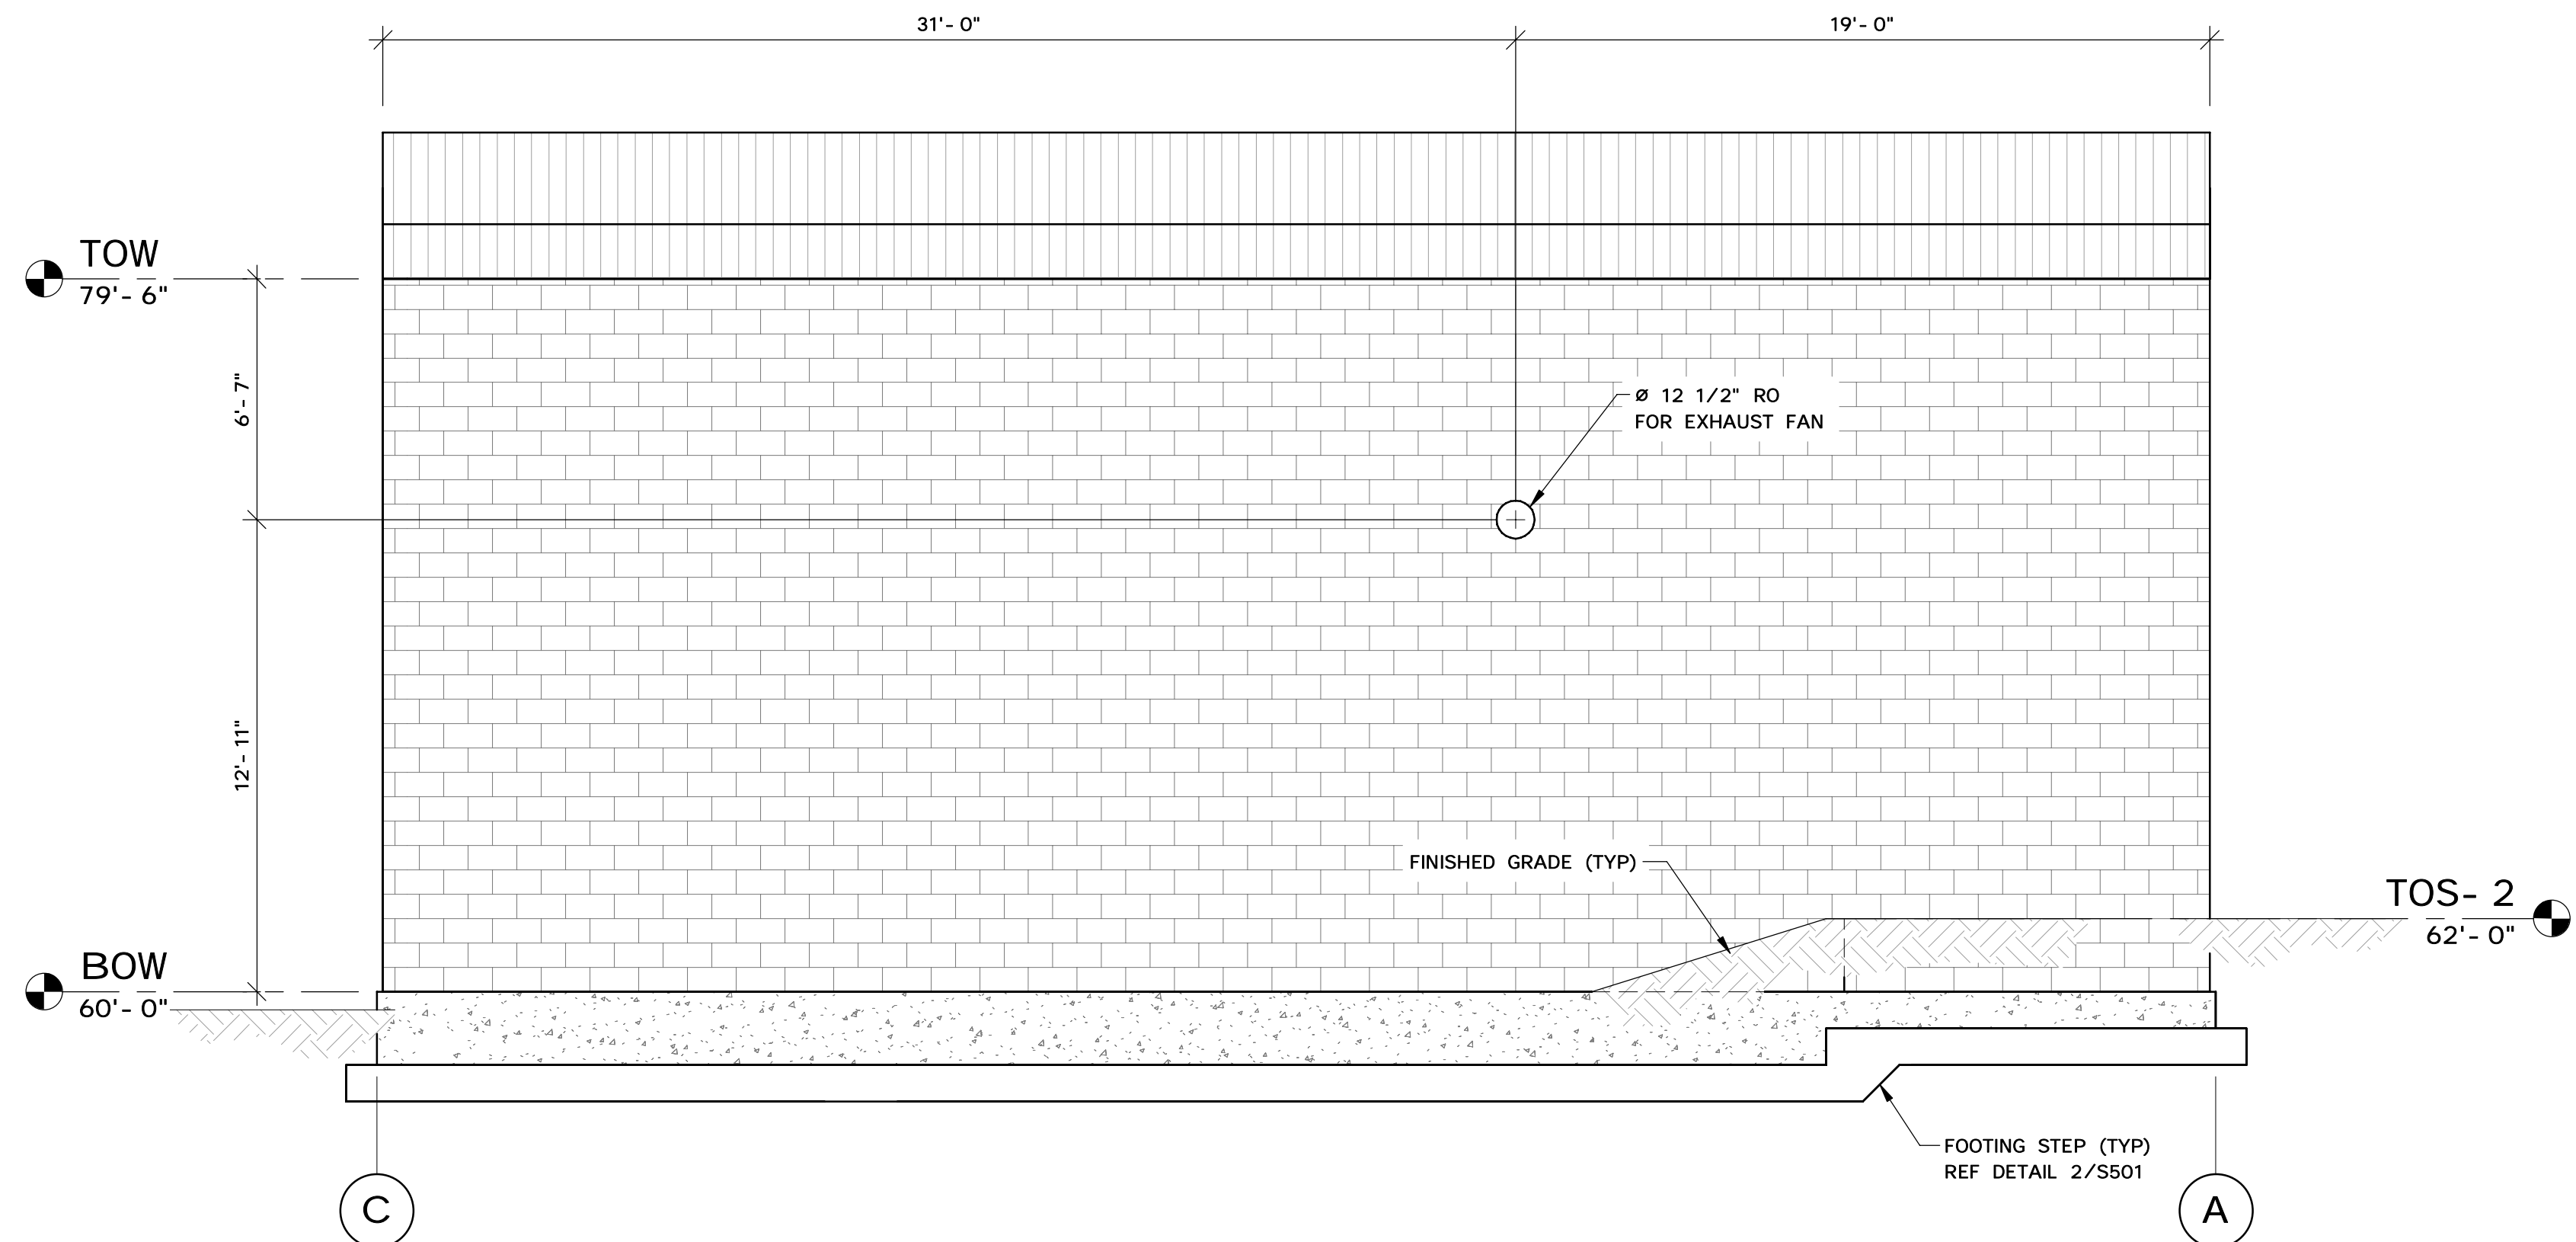 31'- 0"
19'- 0"
TOW
79'- 6"
6'- 7"
Ø 12 1/2" RO
FOR EXHAUST FAN
12'- 11"
FINISHED GRADE (TYP)
TOS- 2
62'- 0"
BOW
60'- 0"
FOOTING STEP (TYP)
REF DETAIL 2/S501
C
A